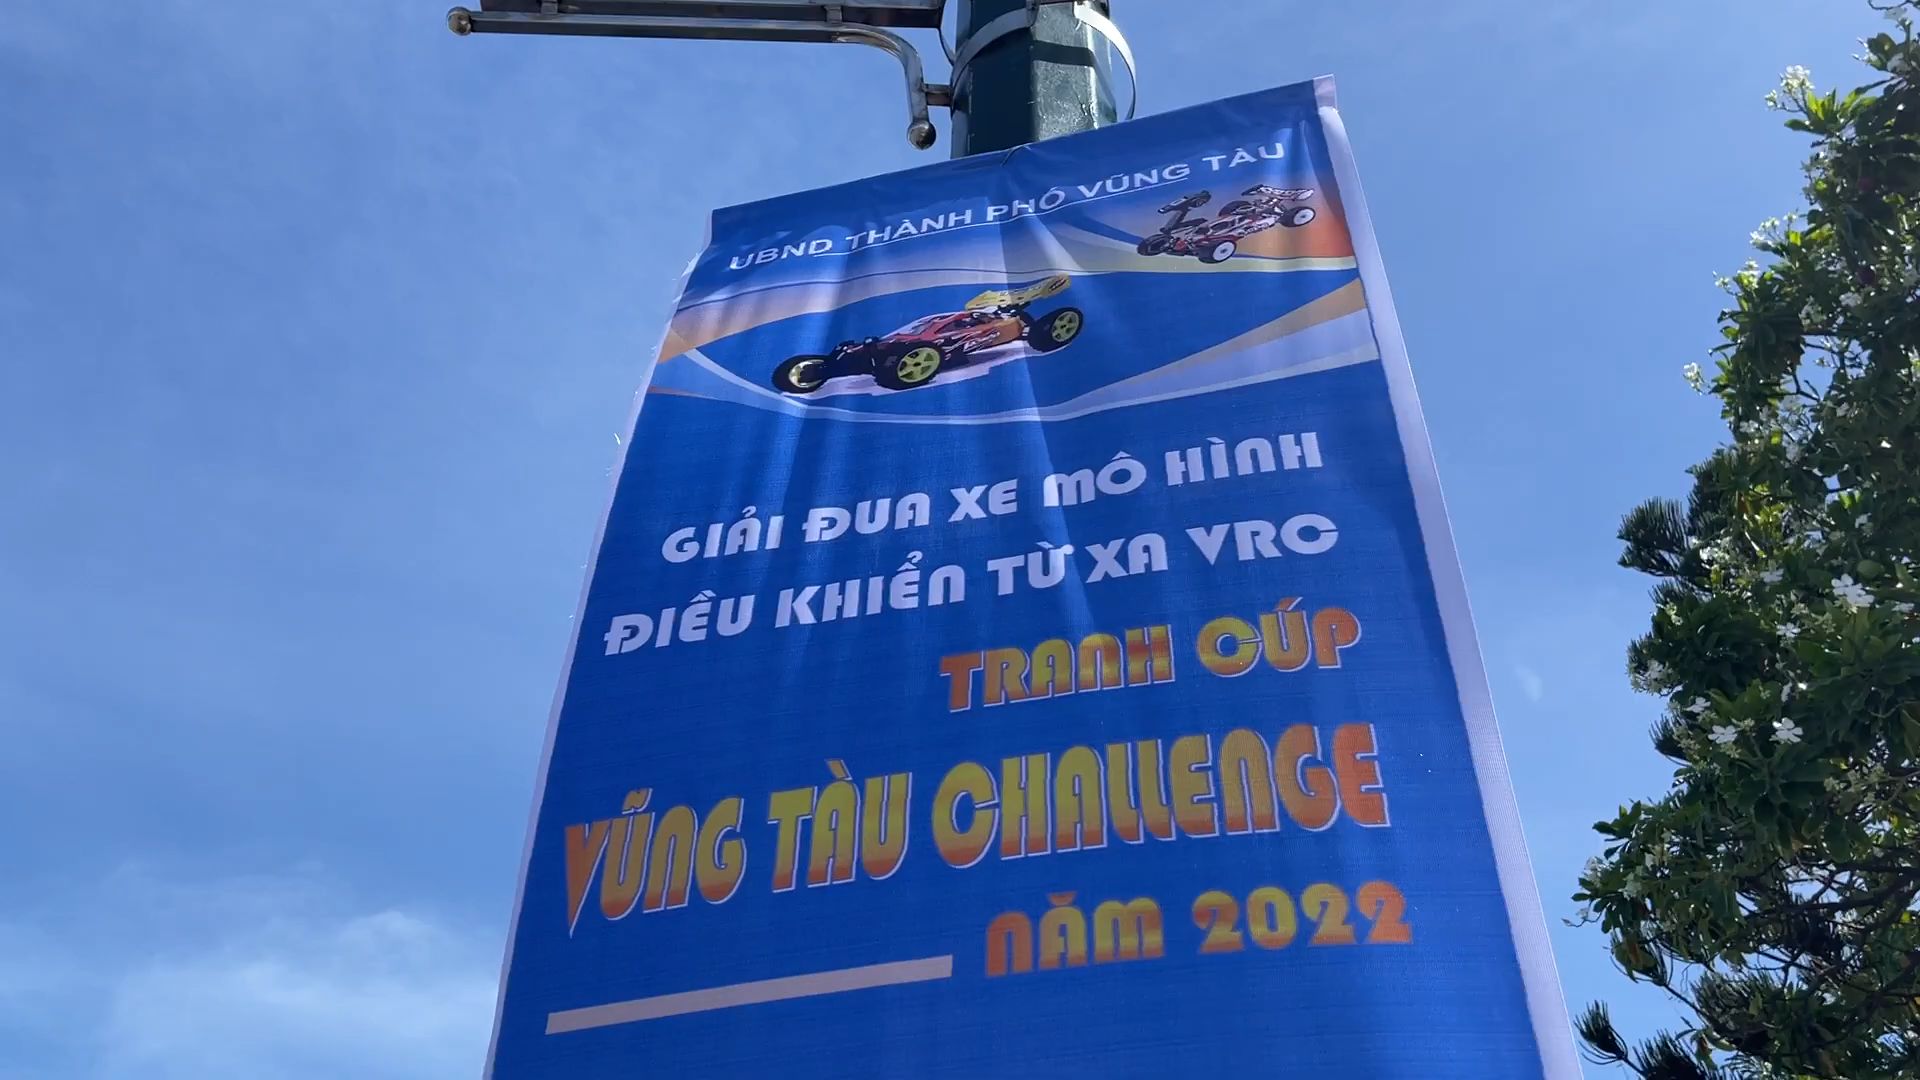 UBND THÀNH PHỐ VŨNG TÀU
GIẢI ĐUA XE MÔ HÌNH
ĐIỀU KHIỂN TỪ XA VRC
TRANH CÚP
VŨNG TÀU CHALLENGE
NĂM 2022